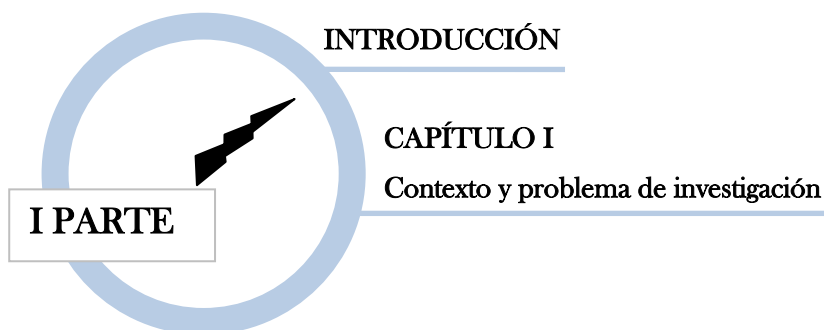 INTRODUCCIÓN
CAPÍTULO I
Contexto y problema de investigación
I PARTE